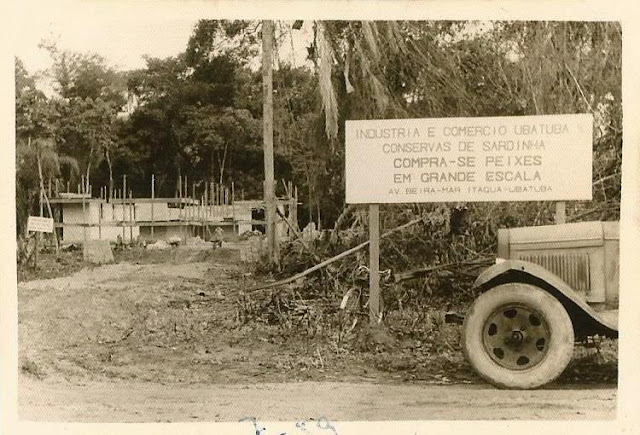 INDUSTRIA E COMERCIO UBATUBA
CONSERVAS DE SARDINHA
COMPRA-SE PEIXES
EM GRANDE ESCALA
AV. BEIRA-MAR ITAGUA-UBATUBA